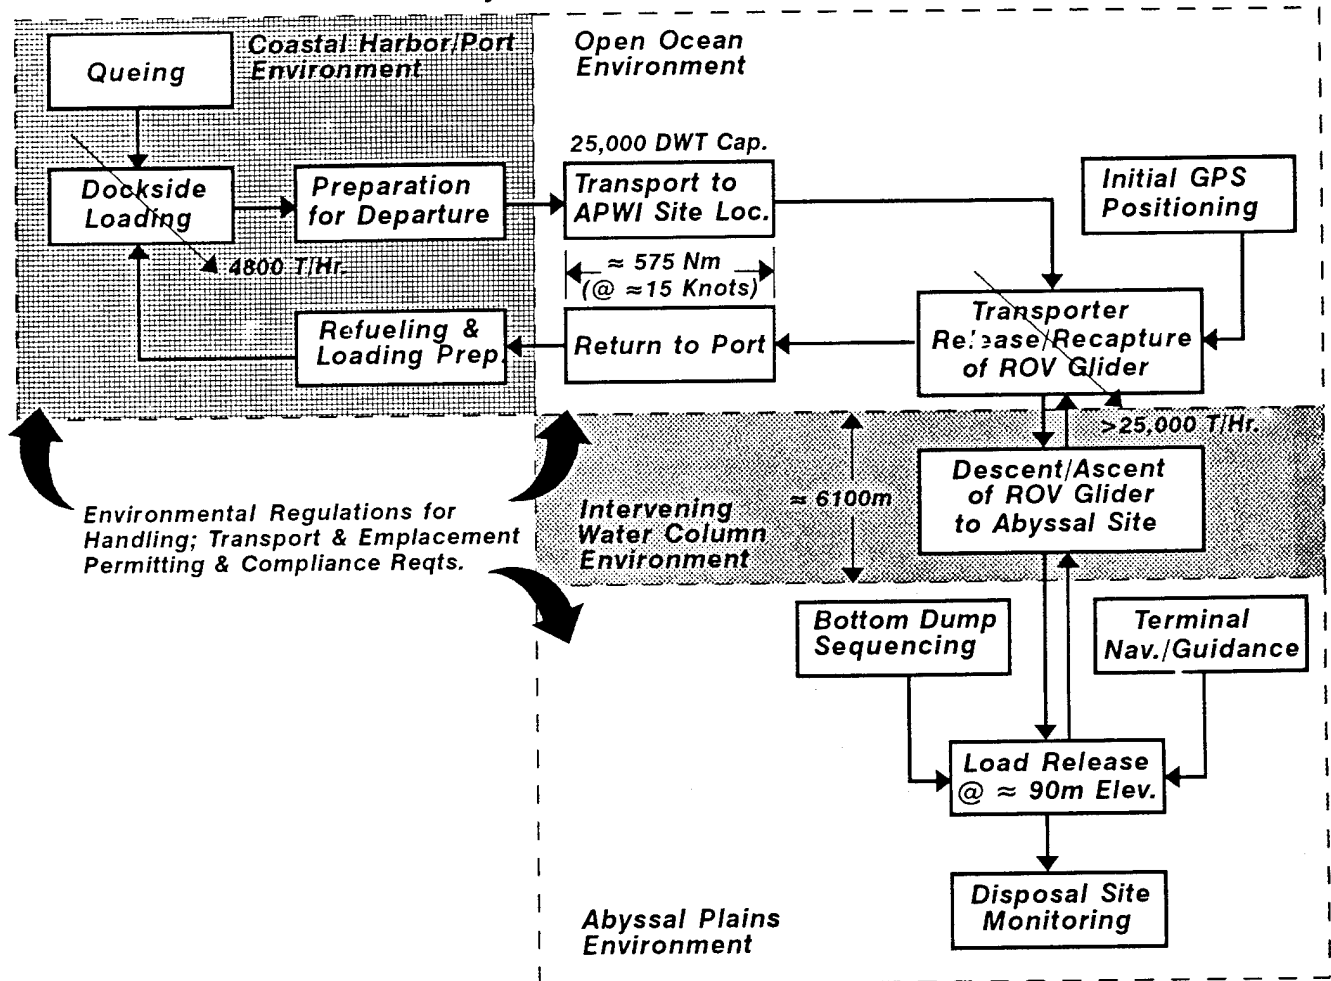 Queing
Coastal Harbor/Port
Environment
Open Ocean
Environment
Dockside
Loading
4800 T/Hr.
Preparation
for Departure
25,000 DWT Cap.
Transport to
APWI Site Loc.
≈ 575 Nm
(@ ≈15 Knots)
Initial GPS
Positioning
Refueling &
Loading Prep.
Return to Port
Transporter
Release/Recapture
of ROV Glider
>25,000 T/Hr.
Descent/Ascent
of ROV Glider
to Abyssal Site
≈ 6100m
Intervening
Water Column
Environment
Environmental Regulations for
Handling; Transport & Emplacement
Permitting & Compliance Reqts.
Bottom Dump
Sequencing
Terminal
Nav./Guidance
Load Release
@ ≈ 90m Elev.
Disposal Site
Monitoring
Abyssal Plains
Environment